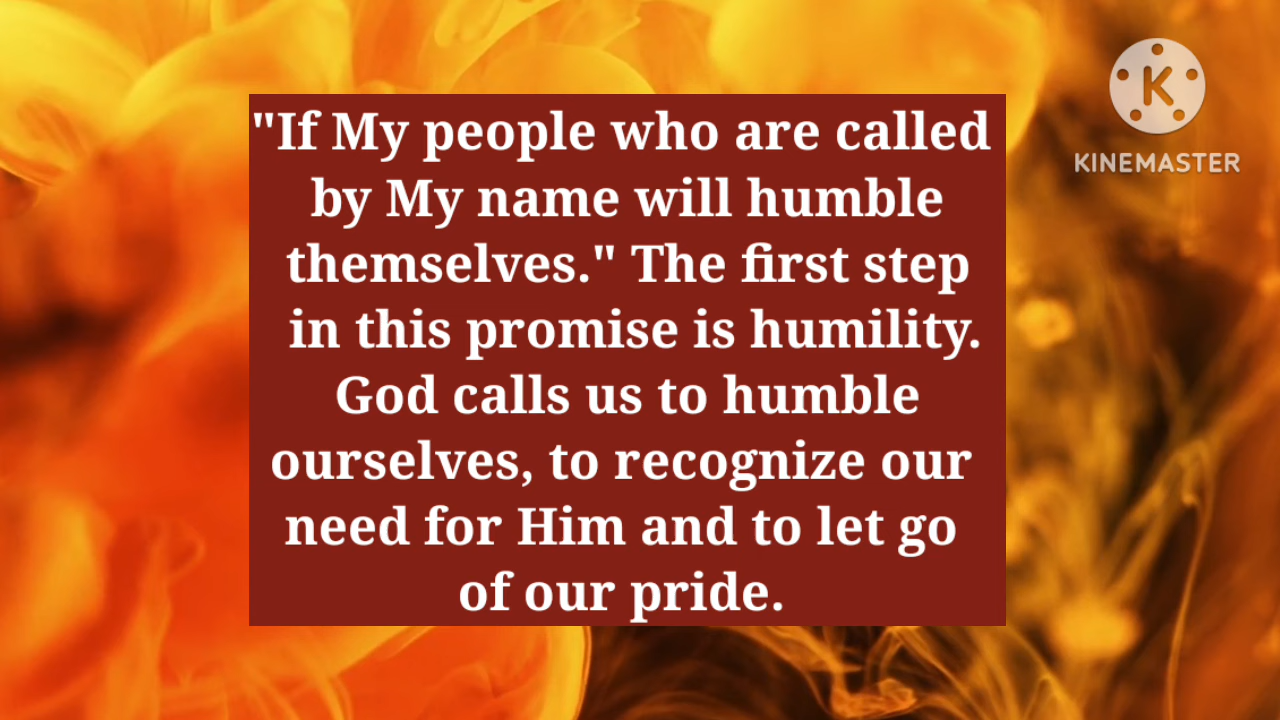 "If My people who are called
by My name will humble
themselves." The first step
in this promise is humility.
God calls us to humble
ourselves, to recognize our
need for Him and to let go
of our pride.
K
KINEMASTER